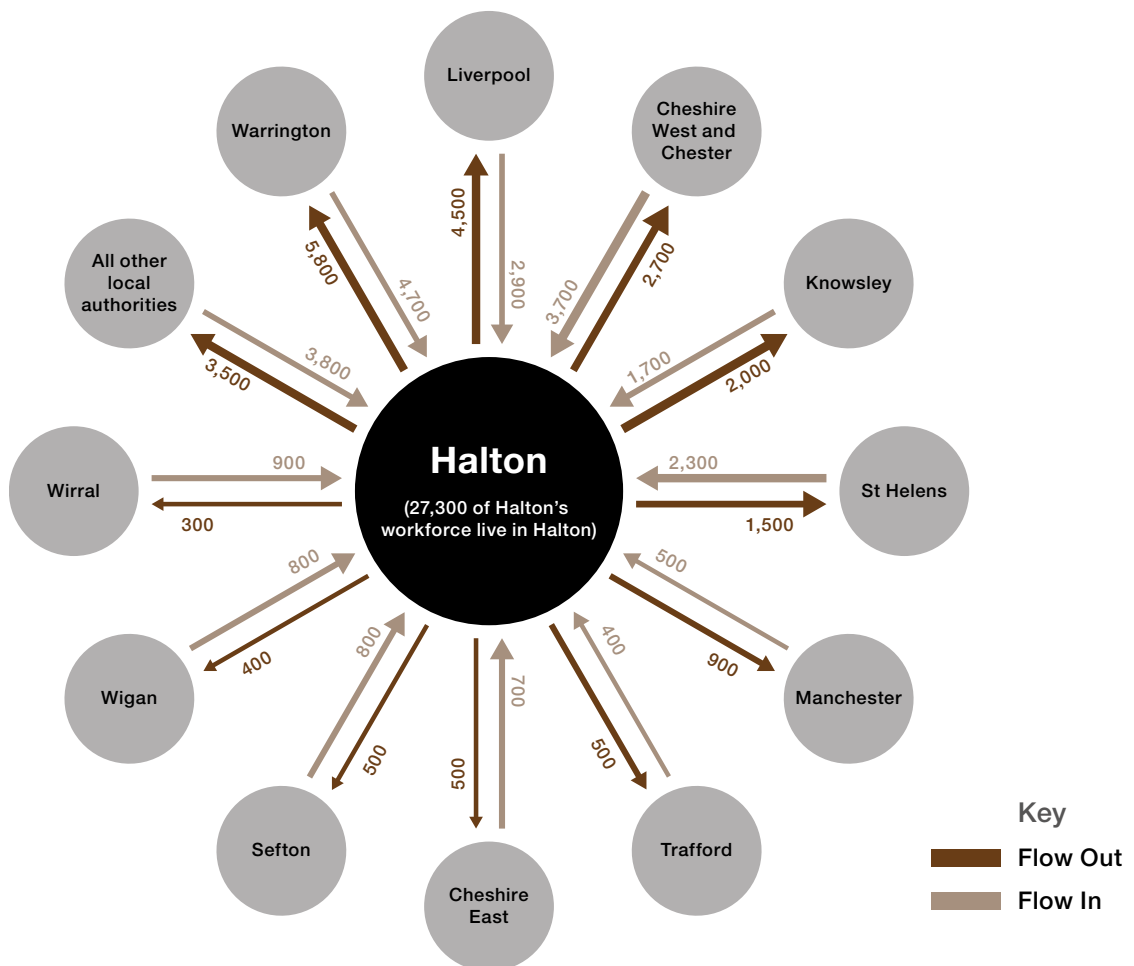 Liverpool
Cheshire
West and
Chester
Warrington
4,500
2,900
5,800
4,700
3,700
2,700
All other
local
authorities
Knowsley
3,800
3,500
1,700
2,000
Halton
(27,300 of Halton's
workforce live in Halton)
Wirral
900
300
2,300
1,500
St Helens
800
400
Wigan
500
900
Manchester
800
500
Sefton
700
500
Cheshire
East
400
500
Trafford
Key
Flow Out
Flow In